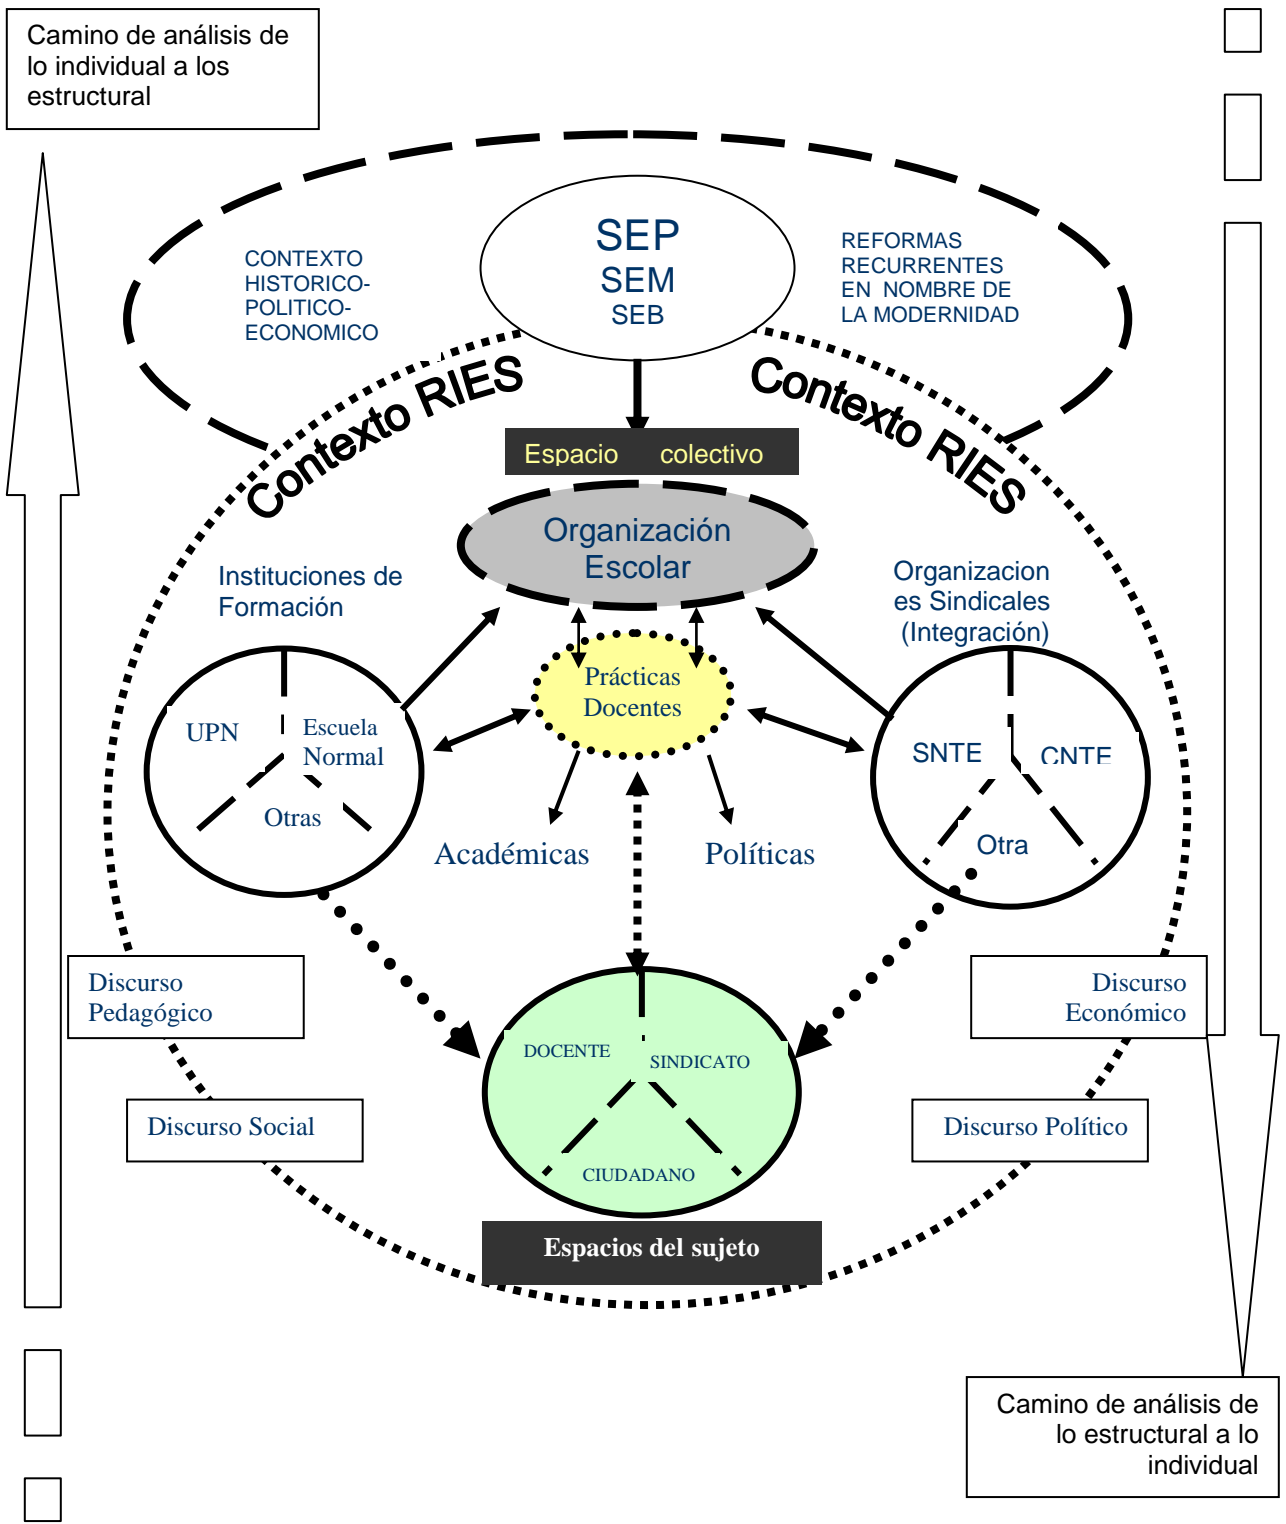 Camino de análisis de
lo individual a los
estructural
SEP
SEM
SEB
CONTEXTO
HISTORICO-
POLITICO-
ECONOMICO
REFORMAS
RECURRENTES
EN NOMBRE DE
LA MODERNIDAD
Contexto RIES
Contexto RIES
Espacio colectivo
Organización
Escolar
Instituciones de
Formación
Organizacion
es Sindicales
(Integración)
Prácticas
Docentes
UPN
Escuela
Normal
Otras
SNTE
CNTE
Otra
Académicas
Políticas
Discurso
Pedagógico
Discurso
Económico
DOCENTE
SINDICATO
CIUDADANO
Discurso Social
Discurso Político
Espacios del sujeto
Camino de análisis de
lo estructural a lo
individual